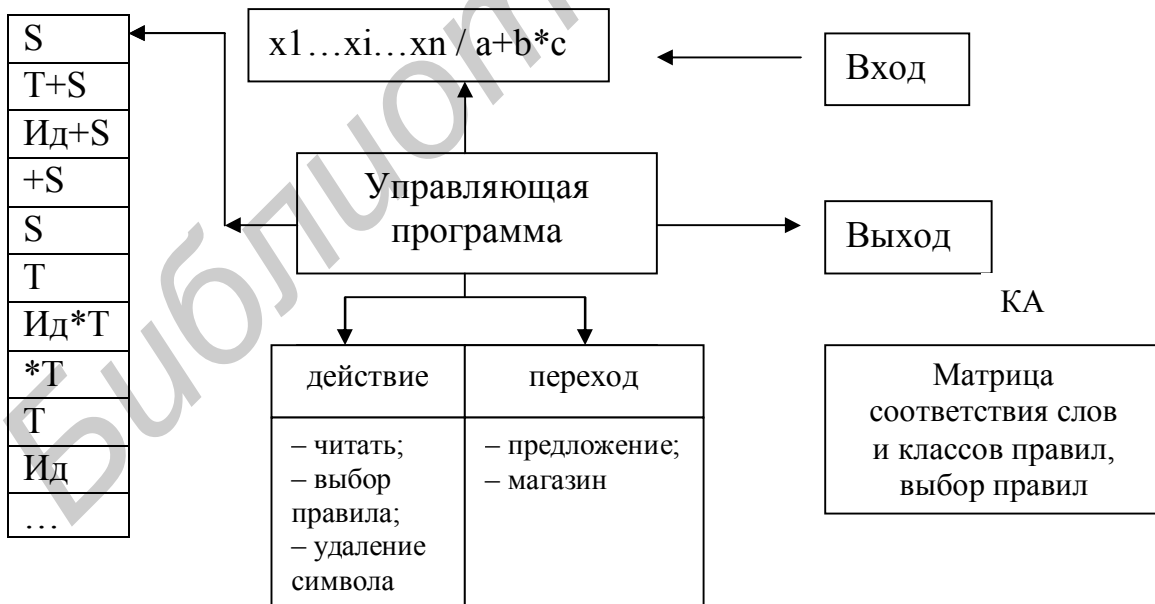 S
T+S
Ид+S
+S
S
T
Ид*T
*T
T
Ид
…
x1…xi…xn / a+b*c
Вход
Управляющая
программа
Выход
КА
действие
переход
– читать;
– выбор
правила;
– удаление
символа
– предложение;
– магазин
Матрица
соответствия слов
и классов правил,
выбор правил
Библиот